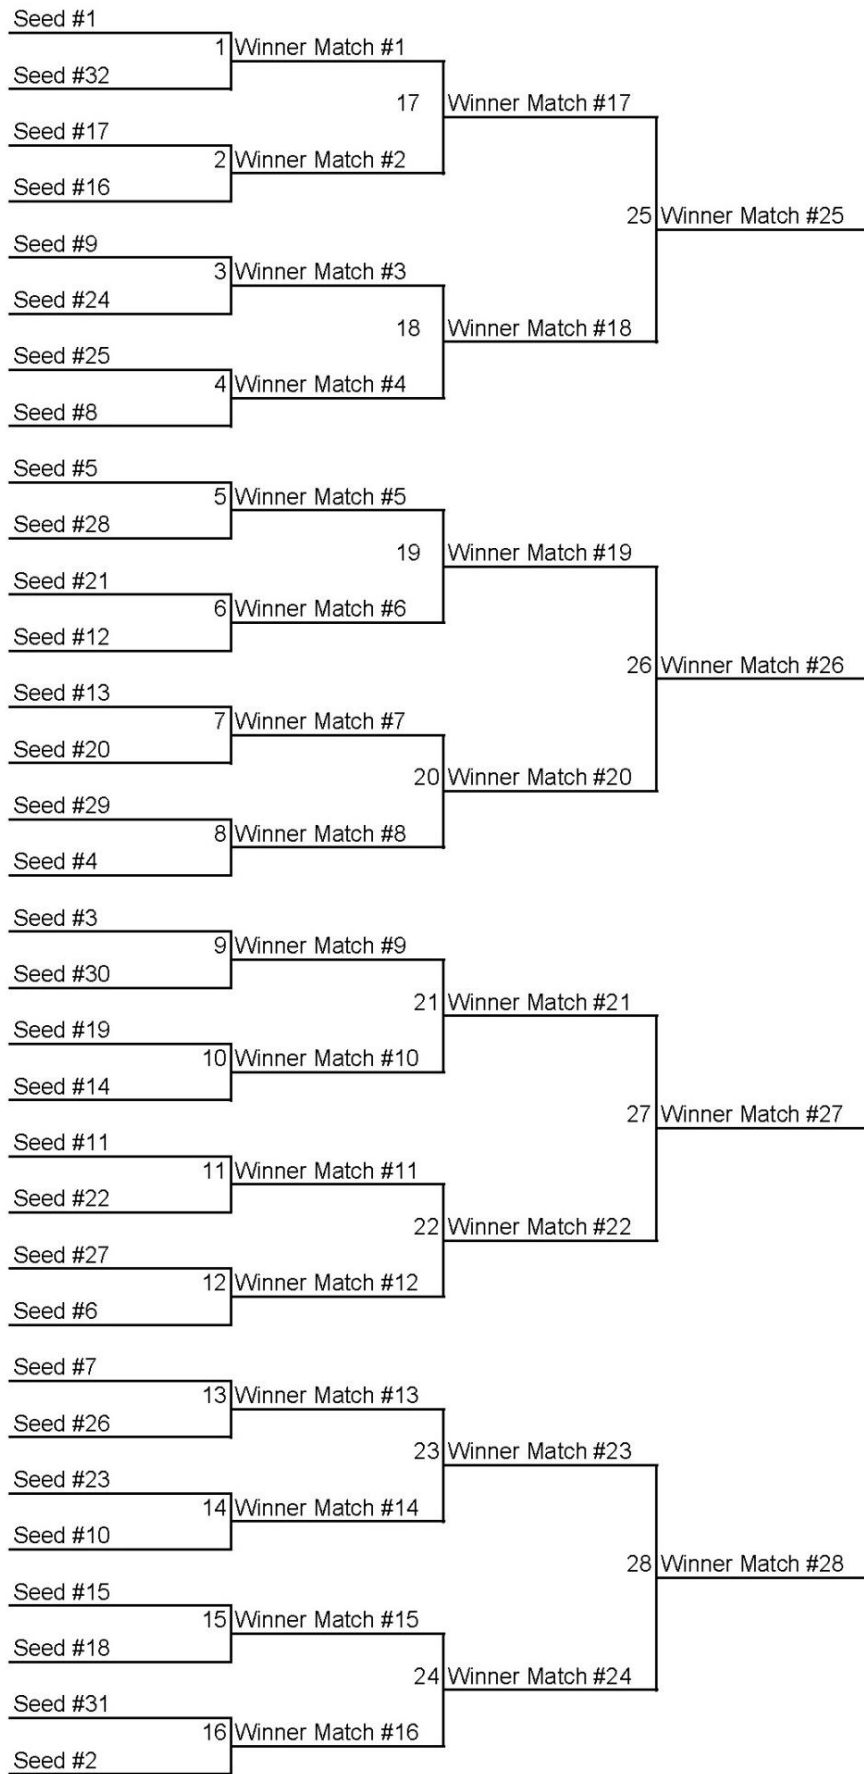 Seed #1
1 Winner Match #1
Seed #32
17 Winner Match #17
Seed #17
2 Winner Match #2
Seed #16
25 Winner Match #25
Seed #9
3 Winner Match #3
Seed #24
18 Winner Match #18
Seed #25
4 Winner Match #4
Seed #8
Seed #5
5 Winner Match #5
Seed #28
19 Winner Match #19
Seed #21
6 Winner Match #6
Seed #12
26 Winner Match #26
Seed #13
7 Winner Match #7
Seed #20
20 Winner Match #20
Seed #29
8 Winner Match #8
Seed #4
Seed #3
9 Winner Match #9
Seed #30
21 Winner Match #21
Seed #19
10 Winner Match #10
Seed #14
27 Winner Match #27
Seed #11
11 Winner Match #11
Seed #22
22 Winner Match #22
Seed #27
12 Winner Match #12
Seed #6
Seed #7
13 Winner Match #13
Seed #26
23 Winner Match #23
Seed #23
14 Winner Match #14
Seed #10
28 Winner Match #28
Seed #15
15 Winner Match #15
Seed #18
24 Winner Match #24
Seed #31
16 Winner Match #16
Seed #2